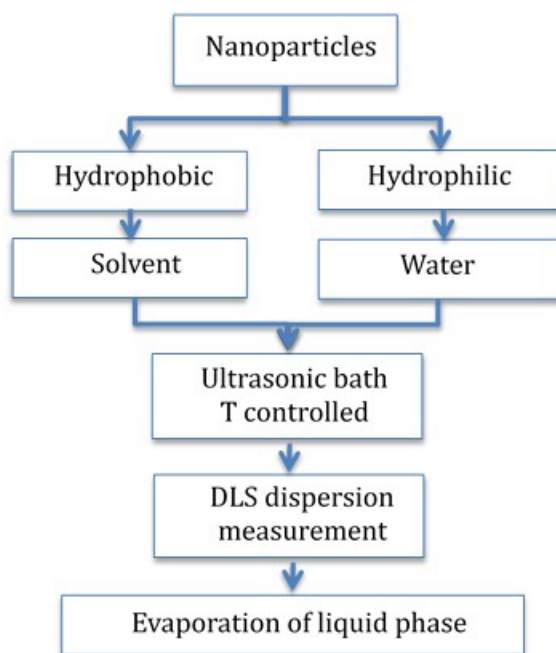 Nanoparticles
Hydrophobic
Hydrophilic
Solvent
Water
Ultrasonic bath
T controlled
DLS dispersion
measurement
Evaporation of liquid phase